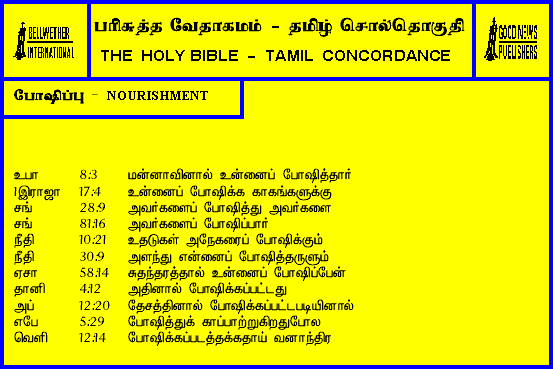 BELLWETHER
INTERNATIONAL
பரிசுத்த வேதாகமம் - தமிழ் சொல்தொகுதி
THE HOLY BIBLE - TAMIL CONCORDANCE
GOOD NEWS
PUBLISHERS
போஷிப்பு - NOURISHMENT
உபா 8:3 மன்னாவினால் உன்னைப் போஷித்தார்
1இராஜா 17:4 உன்னைப் போஷிக்க காகங்களுக்கு
சங் 28:9 அவர்களைப் போஷித்து அவர்களை
சங் 81:16 அவர்களைப் போஷிப்பார்
நீதி 10:21 உதடுகள் அநேகரைப் போஷிக்கும்
நீதி 30:9 அளந்து என்னைப் போஷித்தருளும்
ஏசா 58:14 சுதந்தரத்தால் உன்னைப் போஷிப்பேன்
தானி 4:12 அதினால் போஷிக்கப்பட்டது
அப் 12:20 தேசத்தினால் போஷிக்கப்பட்டபடியினால்
எபே 5:29 போஷித்துக் காப்பாற்றுகிறதுபோல
வெளி 12:14 போஷிக்கப்படத்தக்கதாய் வனாந்திர